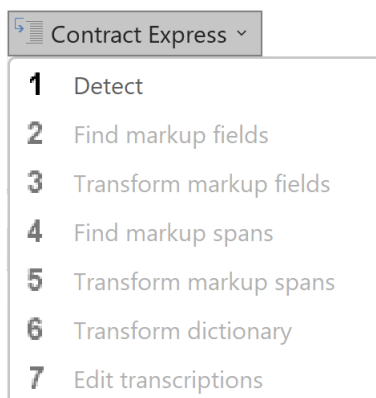 Contract Express
1 Detect
2 Find markup fields
3 Transform markup fields
4 Find markup spans
5 Transform markup spans
6 Transform dictionary
7 Edit transcriptions